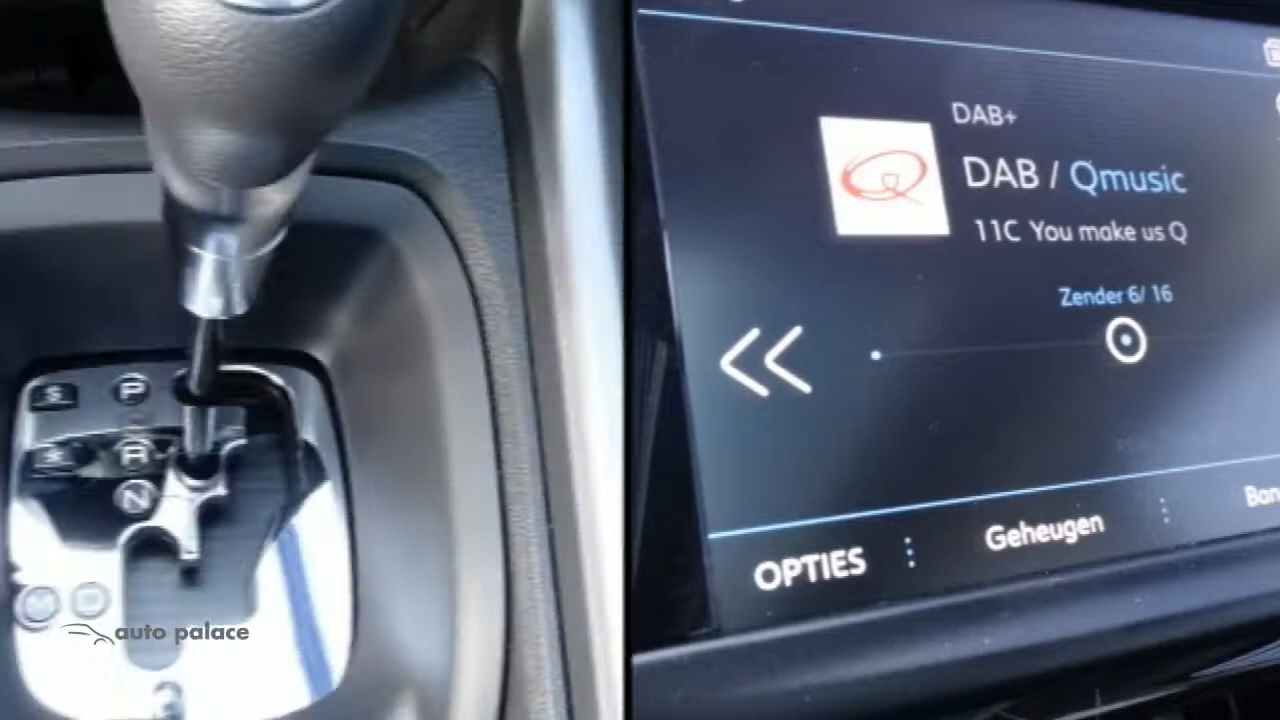 S P
* R
N
M D
auto palace
DAB+
DAB / Qmusic
11C You make us Q
Zender 6/ 16
OPTIES
Geheugen